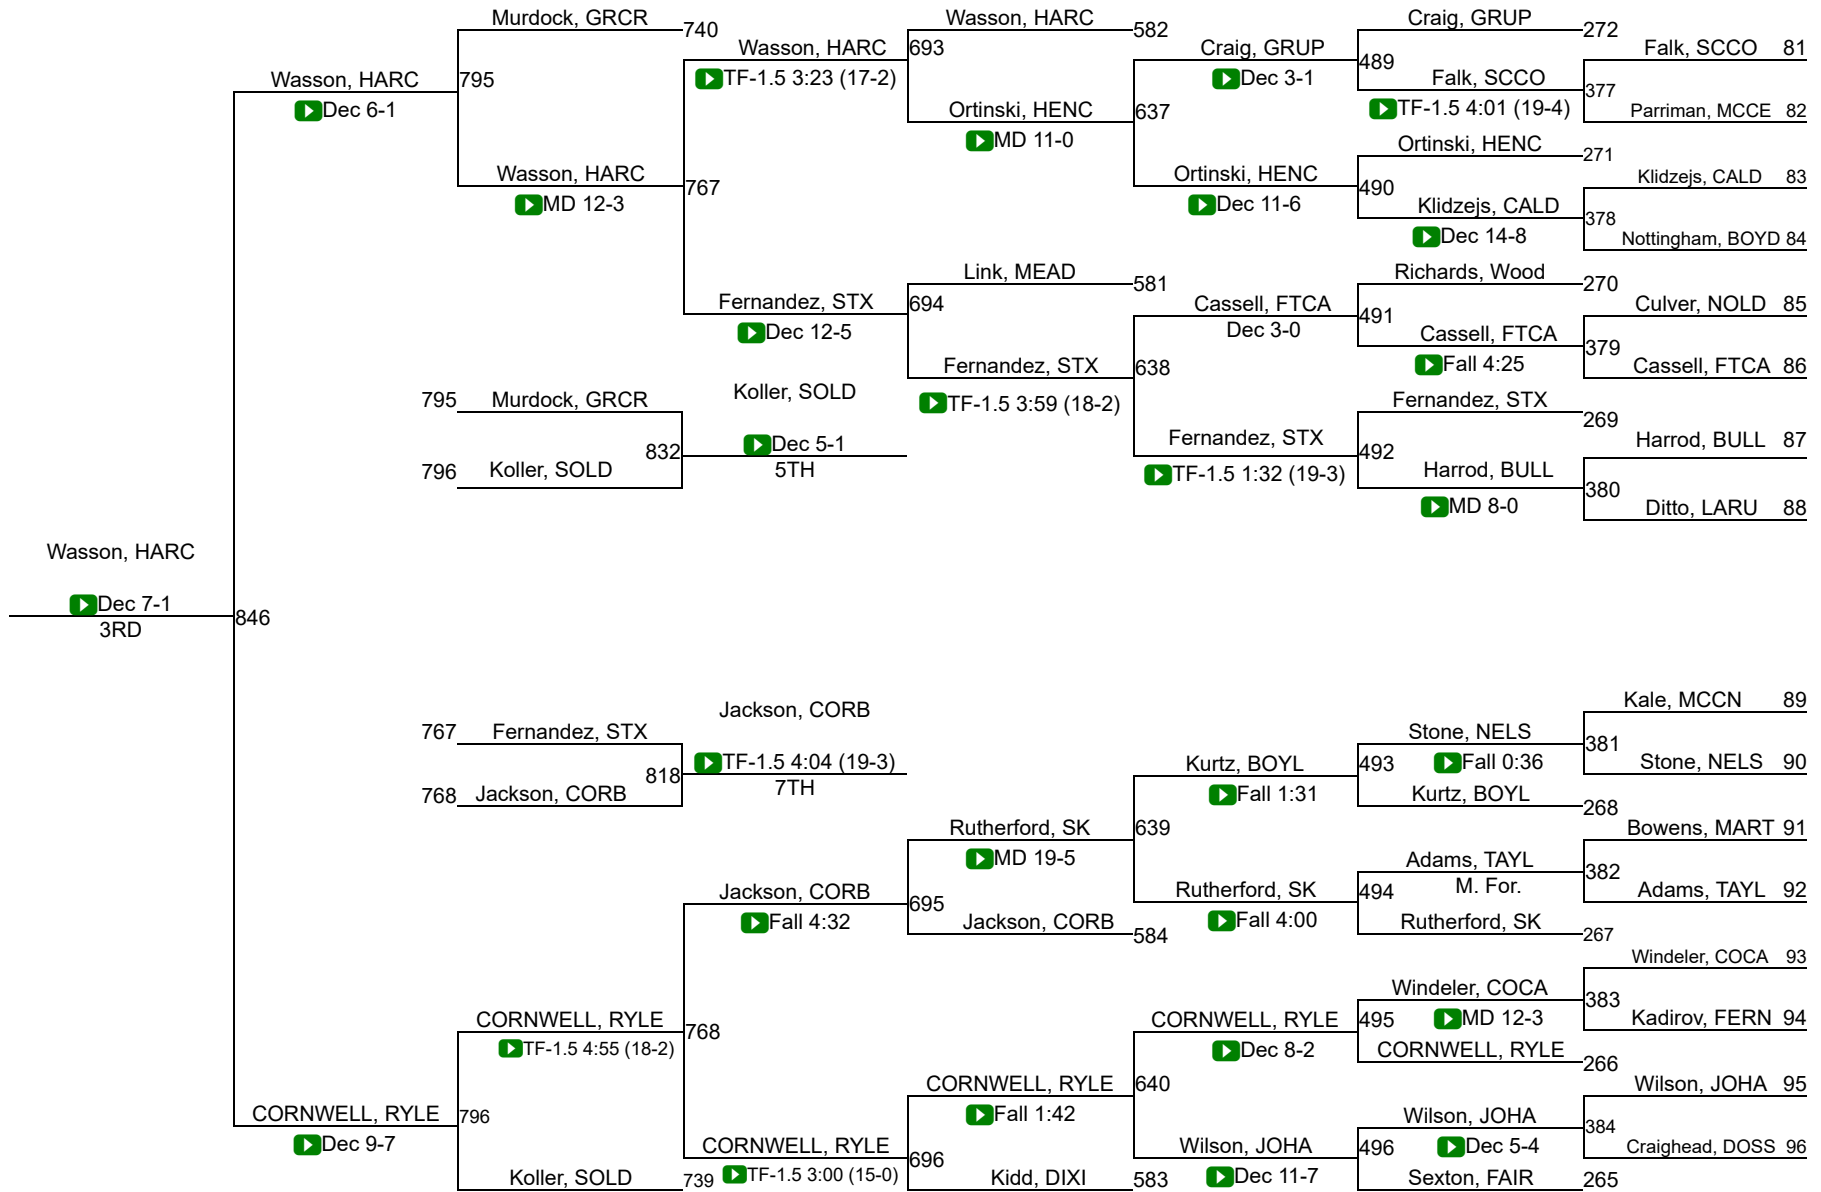 Murdock, GRCR
740
Wasson, HARC
582
Craig, GRUP
272
Wasson, HARC
795
Dec 6-1
Wasson, HARC
693
TF-1.5 3:23 (17-2)
Craig, GRUP
489
Dec 3-1
Falk, SCCO 81
Falk, SCCO
377
TF-1.5 4:01 (19-4)
Parriman, MCCE 82
Ortinski, HENC
637
MD 11-0
Ortinski, HENC
271
Wasson, HARC
767
MD 12-3
Ortinski, HENC
490
Dec 11-6
Klidzejs, CALD 83
Klidzejs, CALD
378
Dec 14-8
Nottingham, BOYD 84
Link, MEAD
581
Richards, Wood
270
Fernandez, STX
694
Dec 12-5
Cassell, FTCA
491
Dec 3-0
Culver, NOLD 85
Cassell, FTCA
379
Fall 4:25
Cassell, FTCA 86
Fernandez, STX
638
TF-1.5 3:59 (18-2)
795 Murdock, GRCR
Koller, SOLD
832
Dec 5-1
5TH
796 Koller, SOLD
Fernandez, STX
269
Fernandez, STX
492
TF-1.5 1:32 (19-3)
Harrod, BULL 87
Harrod, BULL
380
MD 8-0
Ditto, LARU 88
Wasson, HARC
Dec 7-1
846
3RD
Kale, MCCN 89
767 Fernandez, STX
Jackson, CORB
818
TF-1.5 4:04 (19-3)
7TH
768 Jackson, CORB
Stone, NELS
381
Fall 0:36
Stone, NELS 90
Kurtz, BOYL
493
Fall 1:31
Kurtz, BOYL
268
Rutherford, SK
639
MD 19-5
Bowens, MART 91
Adams, TAYL
382
M. For.
Adams, TAYL 92
Jackson, CORB
695
Fall 4:32
Rutherford, SK
494
Fall 4:00
Jackson, CORB
584
Rutherford, SK
267
Windeler, COCA 93
Windeler, COCA
383
MD 12-3
Kadirov, FERN 94
CORNWELL, RYLE
768
TF-1.5 4:55 (18-2)
CORNWELL, RYLE
495
Dec 8-2
CORNWELL, RYLE
266
CORNWELL, RYLE
640
Fall 1:42
Wilson, JOHA 95
CORNWELL, RYLE
796
Dec 9-7
Wilson, JOHA
384
Dec 5-4
Craighead, DOSS 96
CORNWELL, RYLE
696
TF-1.5 3:00 (15-0)
Wilson, JOHA
496
Dec 11-7
Koller, SOLD
739
Kidd, DIXI
583
Sexton, FAIR
265